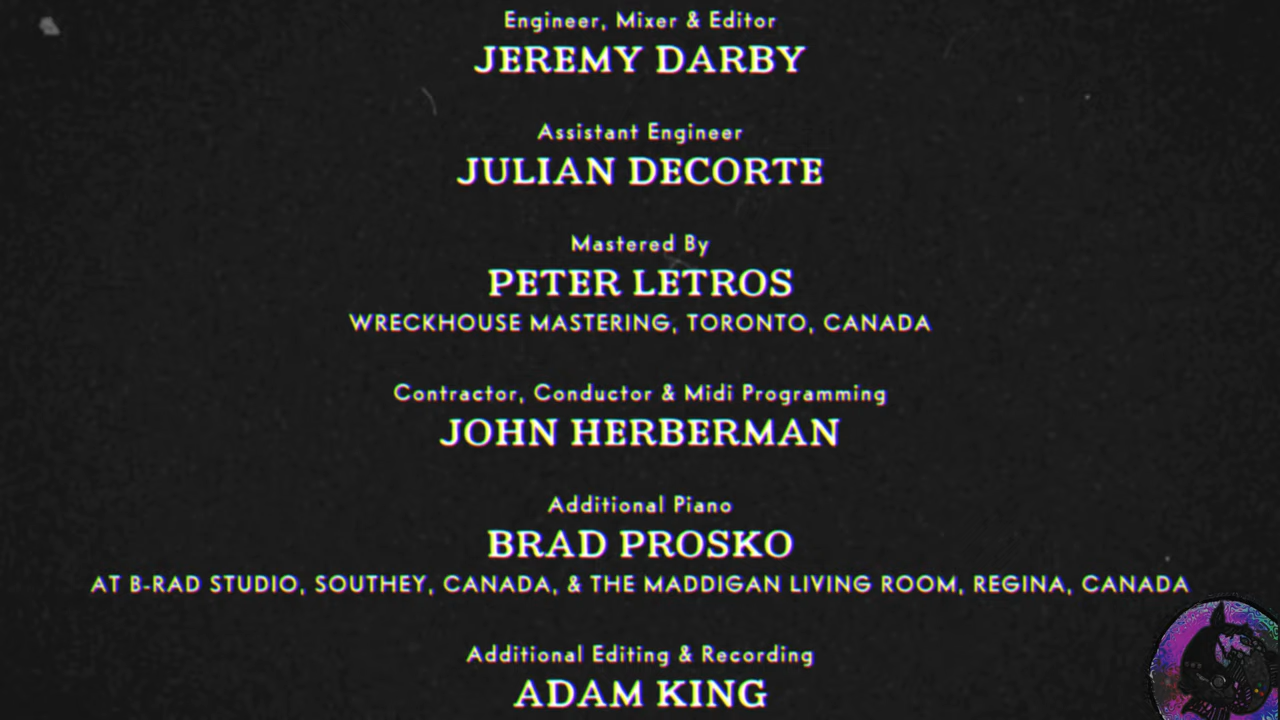 Engineer, Mixer & Editor
JEREMY DARBY
Assistant Engineer
JULIAN DECORTE
Mastered By
PETER LETROS
WRECKHOUSE MASTERING, TORONTO, CANADA
Contractor, Conductor & Midi Programming
JOHN HERBERMAN
Additional Piano
BRAD PROSKO
AT B-RAD STUDIO, SOUTHEY, CANADA, & THE MADDIGAN LIVING ROOM, REGINA, CANADA
Additional Editing & Recording
ADAM KING